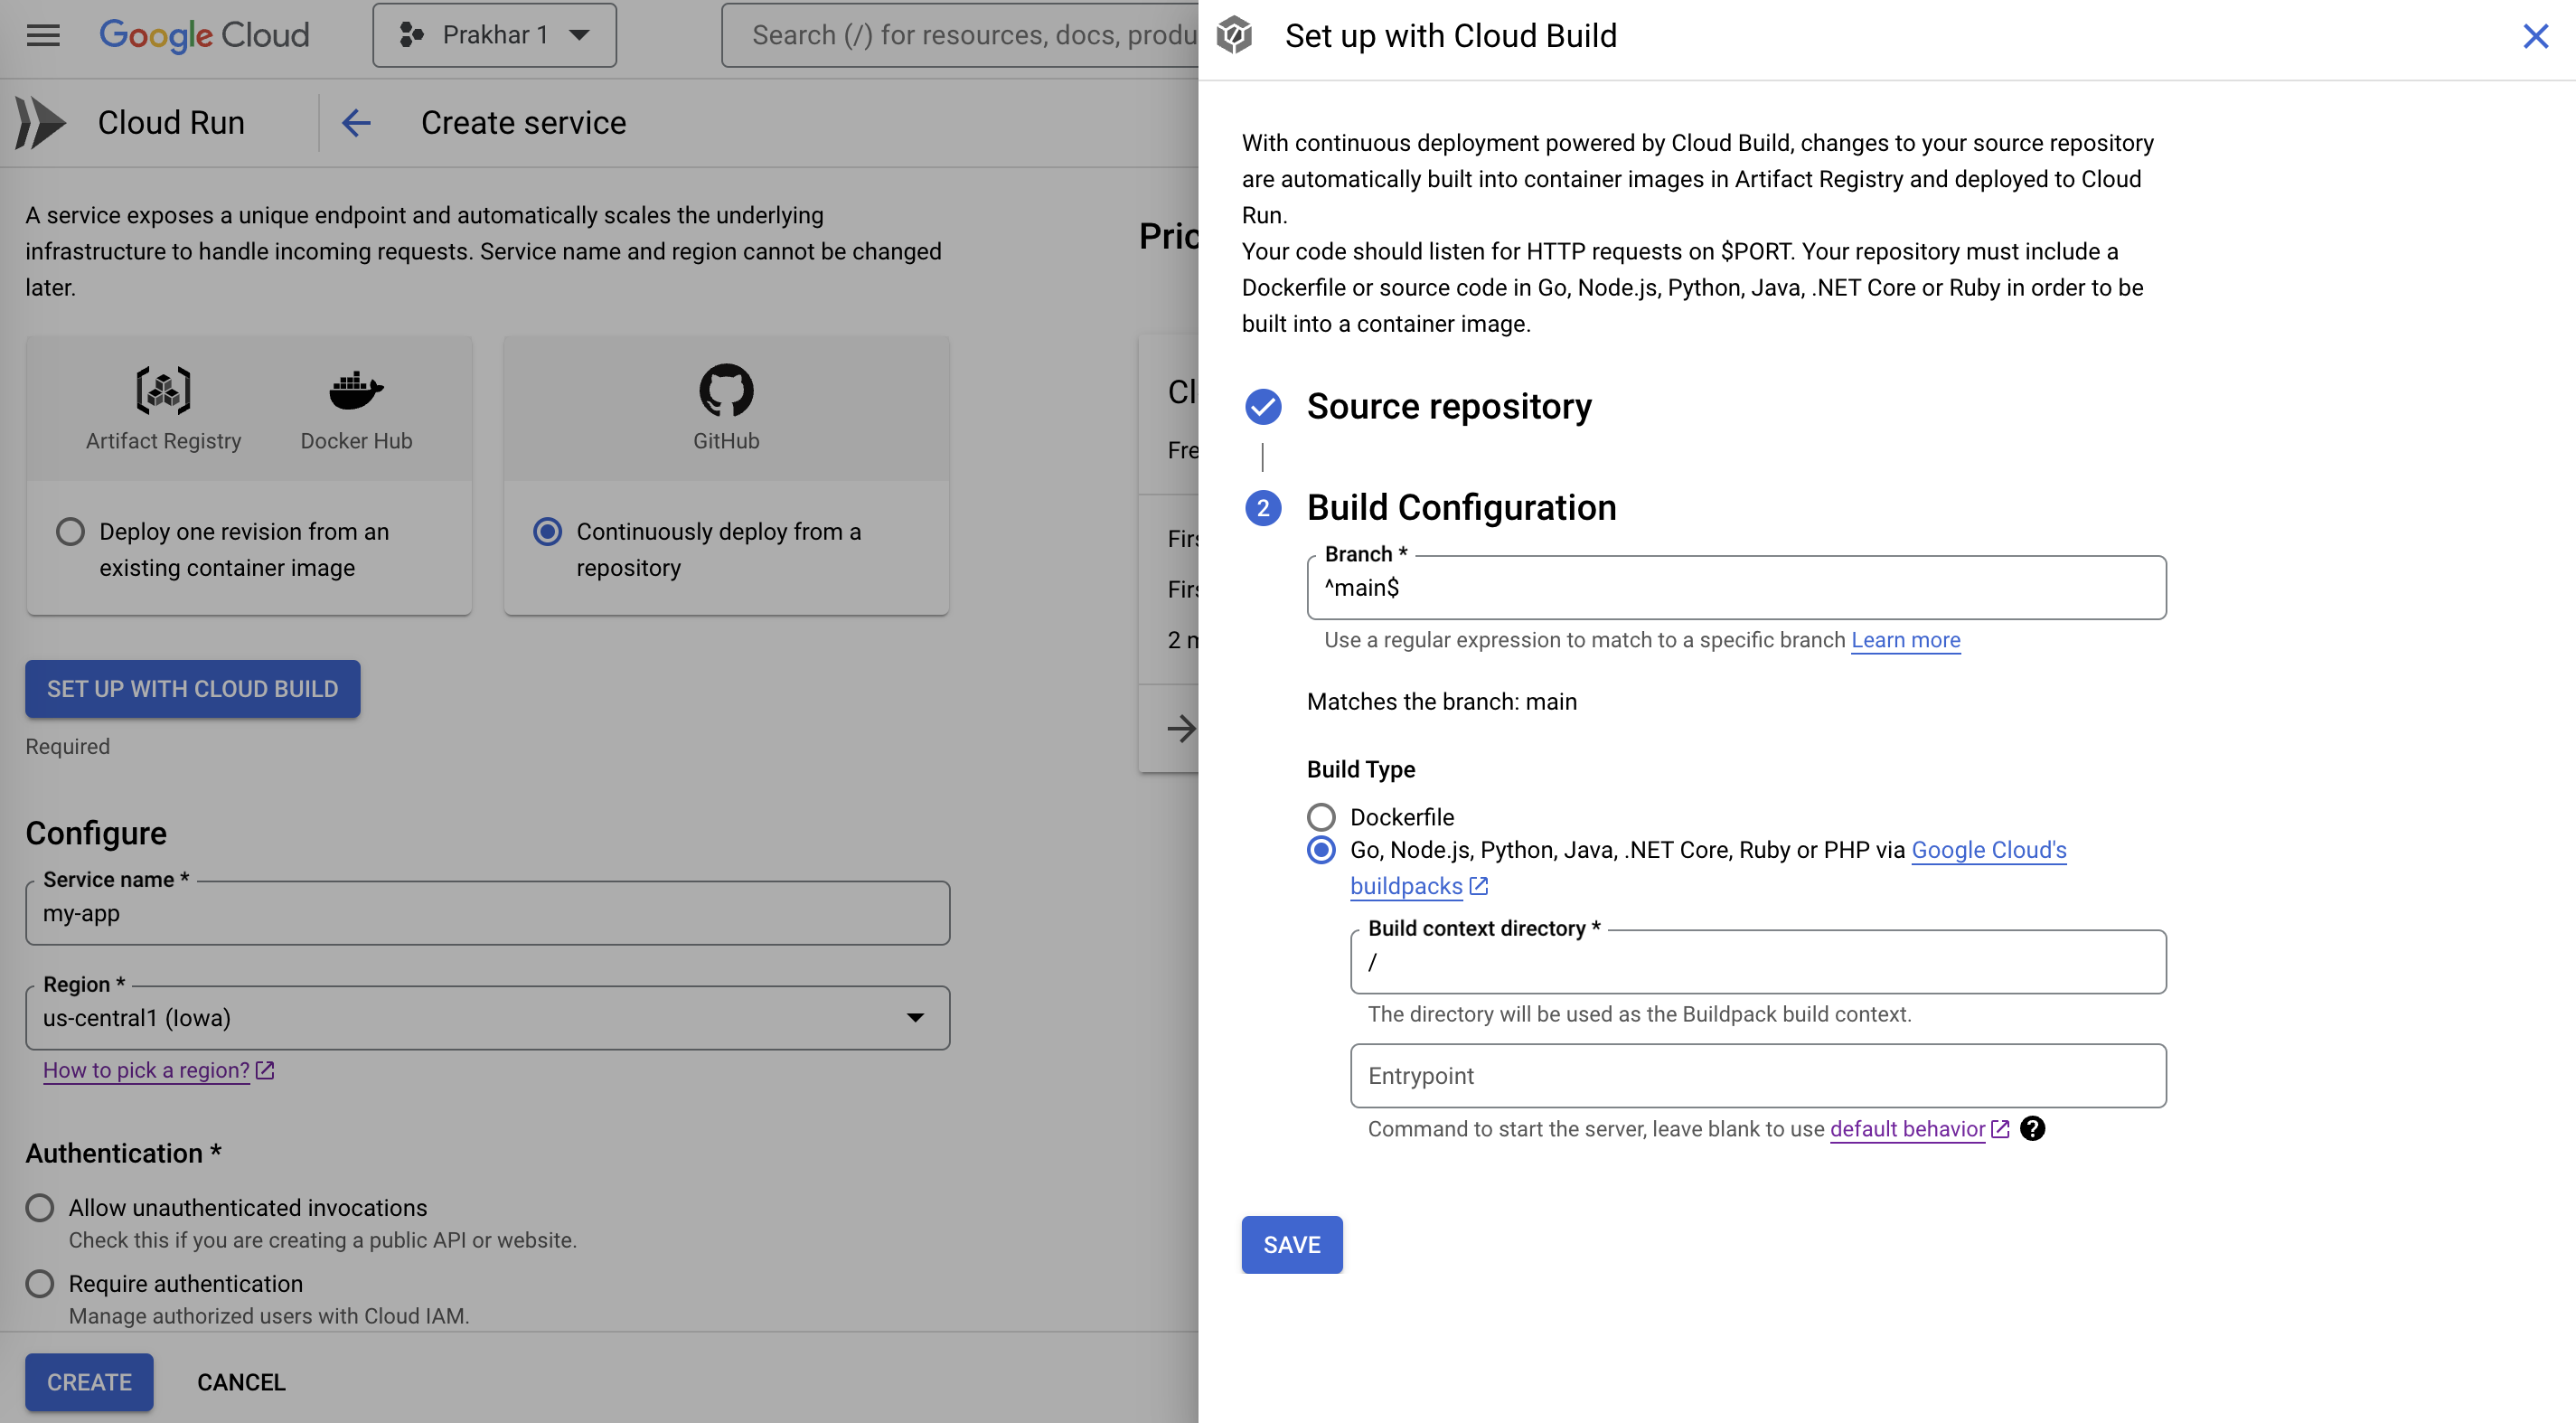 Google Cloud
Prakhar 1
Search (/) for resources, docs, produ
Cloud Run
Create service
A service exposes a unique endpoint and automatically scales the underlying
infrastructure to handle incoming requests. Service name and region cannot be changed
later.
Artifact Registry
Docker Hub
GitHub
Deploy one revision from an
existing container image
Continuously deploy from a
repository
SET UP WITH CLOUD BUILD
Required
Configure
Service name *
my-app
Region *
us-central1 (Iowa)
How to pick a region?
Authentication *
Allow unauthenticated invocations
Check this if you are creating a public API or website.
Require authentication
Manage authorized users with Cloud IAM.
CREATE
CANCEL
Pric
Cl
Fre
Firs
Firs
2 m
Set up with Cloud Build
With continuous deployment powered by Cloud Build, changes to your source repository
are automatically built into container images in Artifact Registry and deployed to Cloud
Run.
Your code should listen for HTTP requests on $PORT. Your repository must include a
Dockerfile or source code in Go, Node.js, Python, Java, .NET Core or Ruby in order to be
built into a container image.
Source repository
2
Build Configuration
Branch *
^main$
Use a regular expression to match to a specific branch Learn more
Matches the branch: main
Build Type
Dockerfile
Go, Node.js, Python, Java, .NET Core, Ruby or PHP via Google Cloud's
buildpacks
Build context directory *
/
The directory will be used as the Buildpack build context.
Entrypoint
Command to start the server, leave blank to use default behavior
SAVE